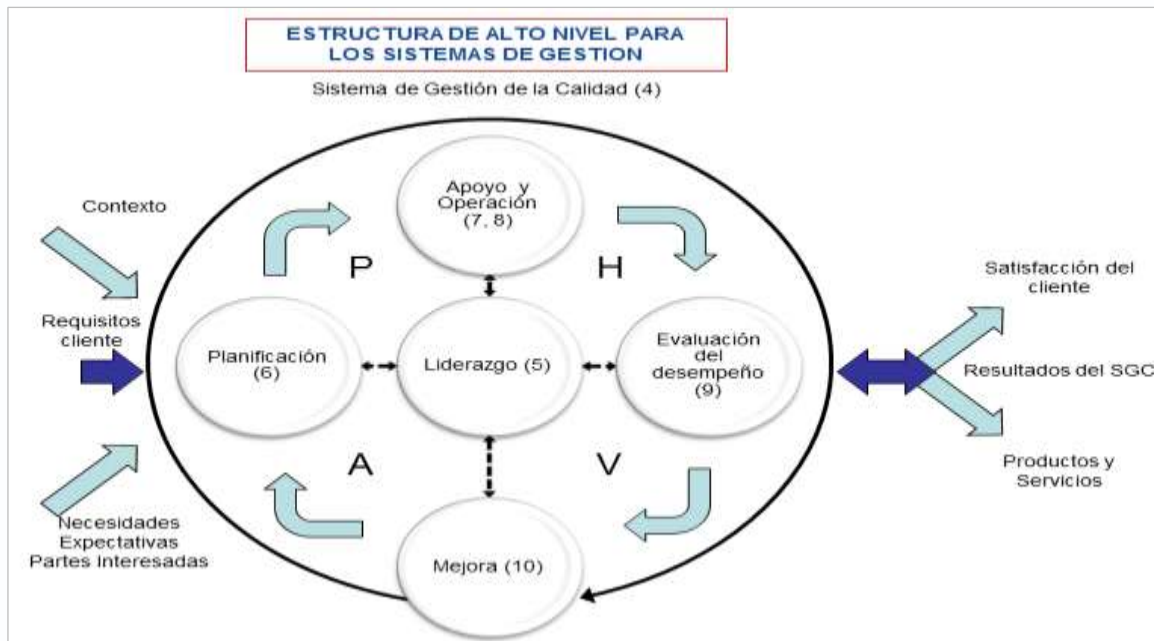 ESTRUCTURA DE ALTO NIVEL PARA
LOS SISTEMAS DE GESTION
Sistema de Gestión de la Calidad (4)
Apoyo y
Operación
(7, 8)
Contexto
P
H
Satisfacción del
cliente
Requisitos
cliente
Planificación
(6)
Liderazgo (5)
Evaluación
del
desempeño
(9)
Resultados del SGC
A
V
Productos y
Servicios
Necesidades
Expectativas
Partes Interesadas
Mejora (10)